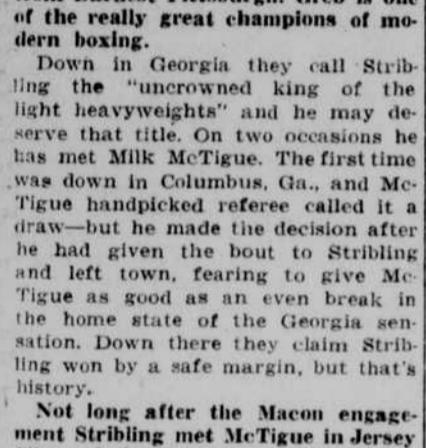 of the really great champions of mo-
dern boxing.
Down in Georgia they call Strib-
ling the "uncrowned king of the
light heavyweights" and he may de-
serve that title. On two occasions he
has met Milk McTigue. The first time
was down in Columbus, Ga., and Mc-
Tigue handpicked referee called it a
draw—but he made the decision after
he had given the bout to Stribling
and left town, fearing to give Mc-
Tigue as good as an even break in
the home state of the Georgia sen-
sation. Down there they claim Strib-
ling won by a safe margin, but that's
history.
Not long after the Macon engage-
ment Stribling met McTigue in Jersey